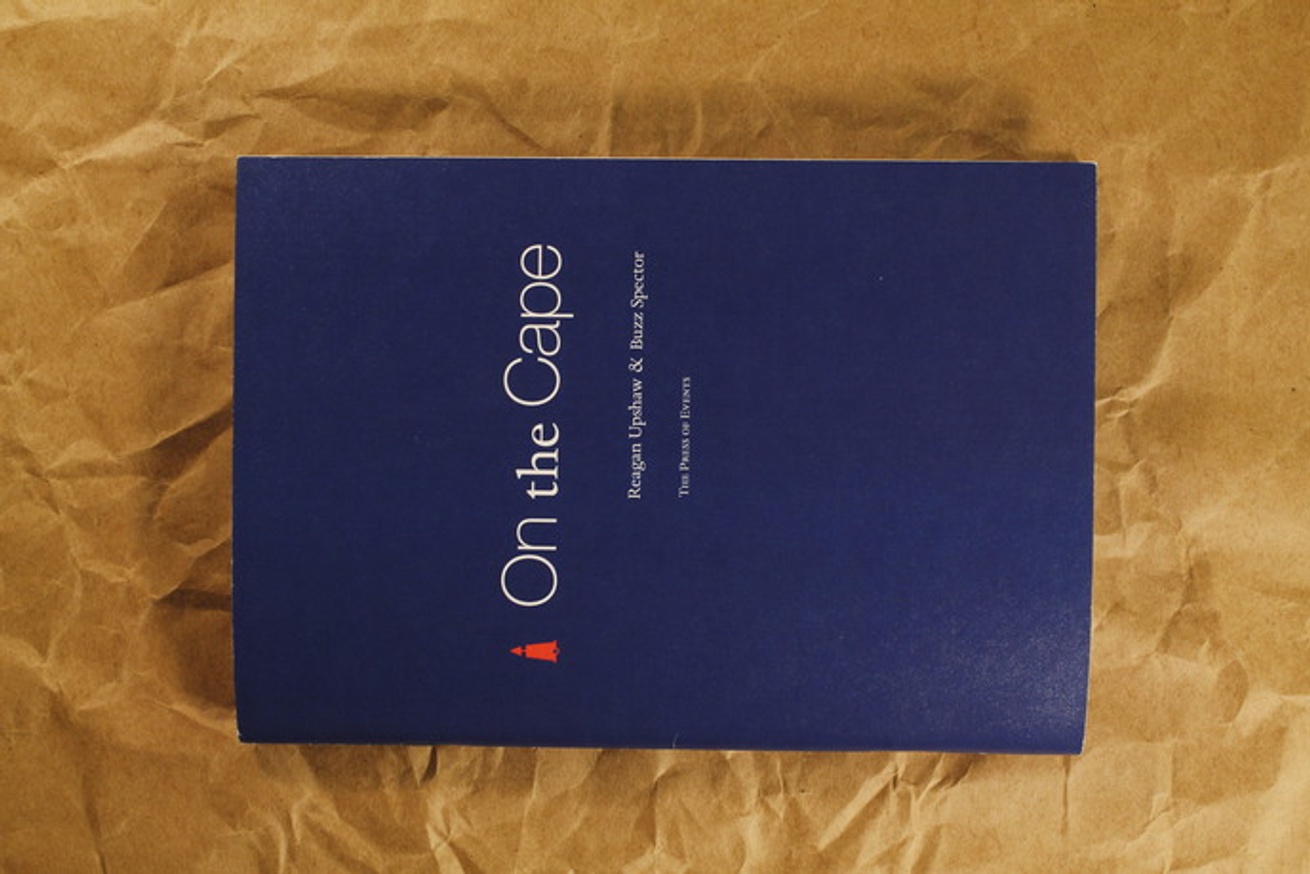 On the Cape
Reagan Upshaw & Buzz Spector
The Press of Events